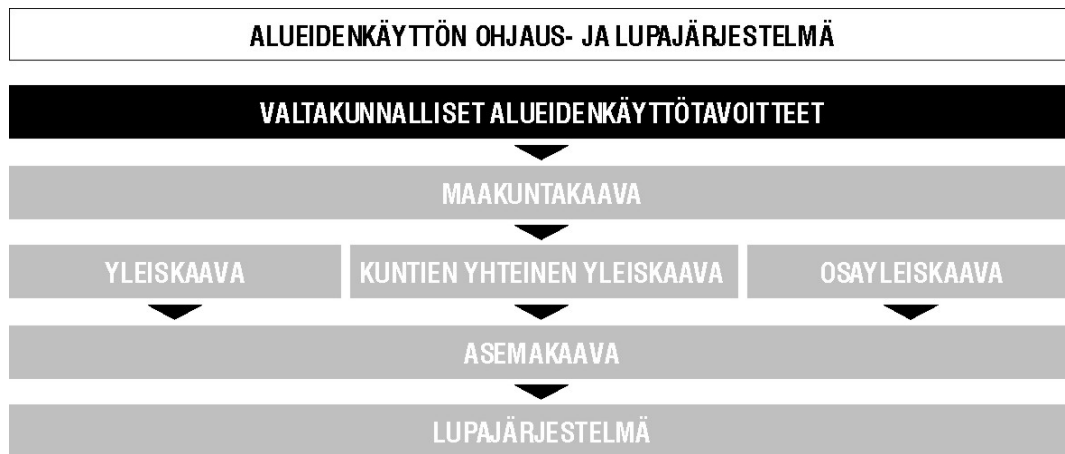 ALUEIDENKÄYTTÖN OHJAUS- JA LUPAJÄRJESTELMÄ
VALTAKUNNALLISET ALUEIDENKÄYTTÖTAVOITTEET
MAAKUNTAKAAVA
YLEISKAAVA
KUNTIEN YHTEINEN YLEISKAAVA
OSAYLEISKAAVA
ASEMAKAAVA
LUPAJÄRJESTELMÄ